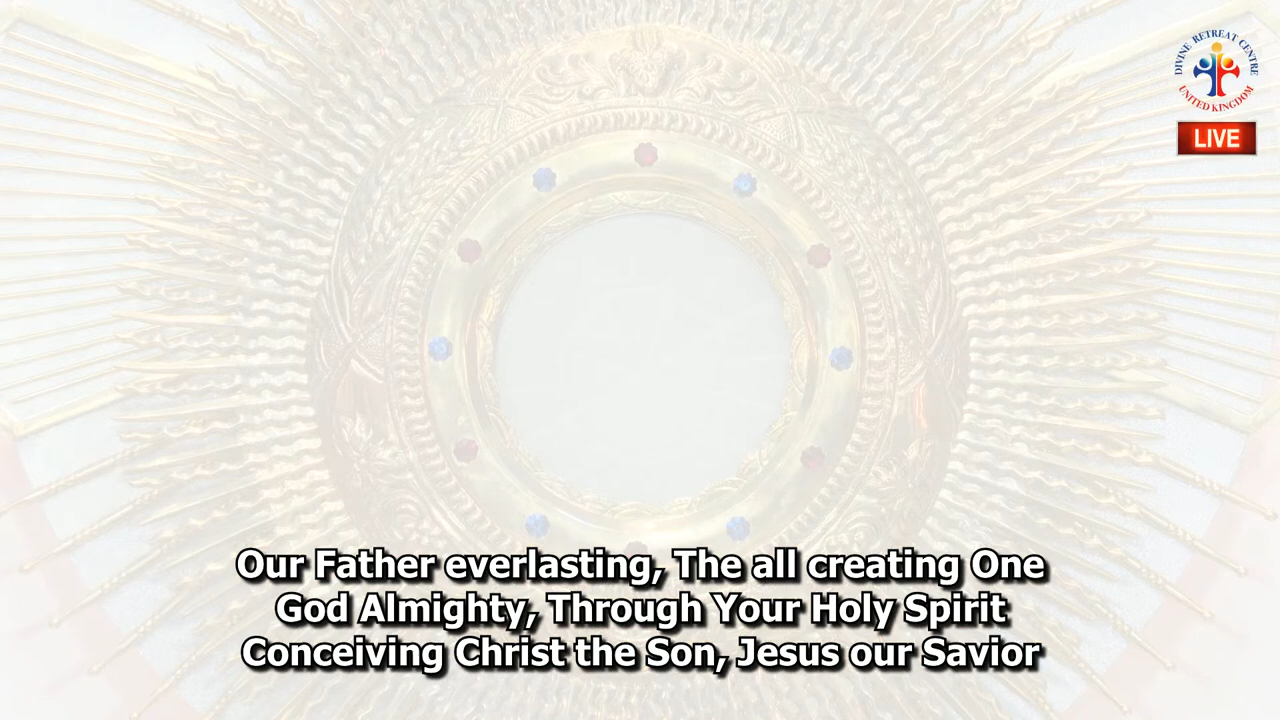 DIVINE RETREAT CENTRE
UNITED KINGDOM
LIVE
Our Father everlasting, The all creating One
God Almighty, Through Your Holy Spirit
Conceiving Christ the Son, Jesus our Savior